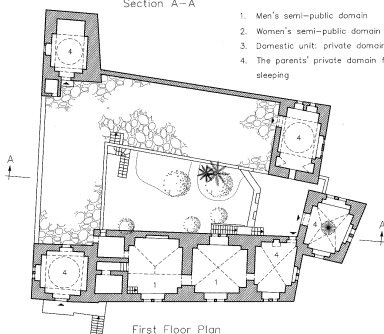 Section A-A
1. Men's semi-public domain
2. Women's semi-public domain
3. Domestic unit: private domain
4. The parents' private domain f
sleeping
4
4
A
A
4
4
4
1
1
First Floor Plan